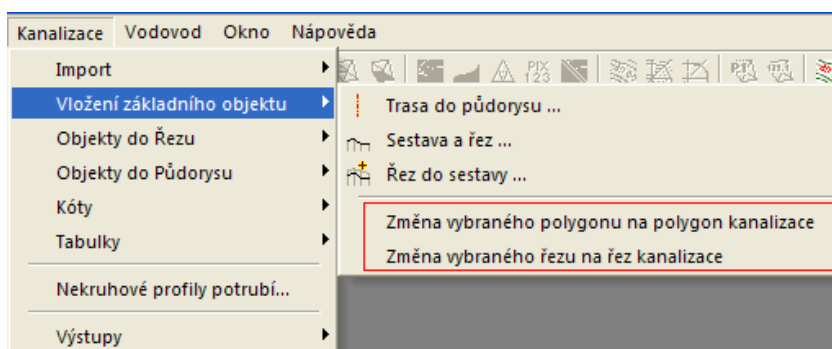 Kanalizace Vodovod Okno Nápověda
Import
Vložení základního objektu
Objekty do Řezu
Objekty do Půdorysu
Kóty
Tabulky
Nekruhové profily potrubí...
Výstupy
PIX
123
Trasa do půdorysu ...
Sestava a řez ...
Řez do sestavy ...
Změna vybraného polygonu na polygon kanalizace
Změna vybraného řezu na řez kanalizace